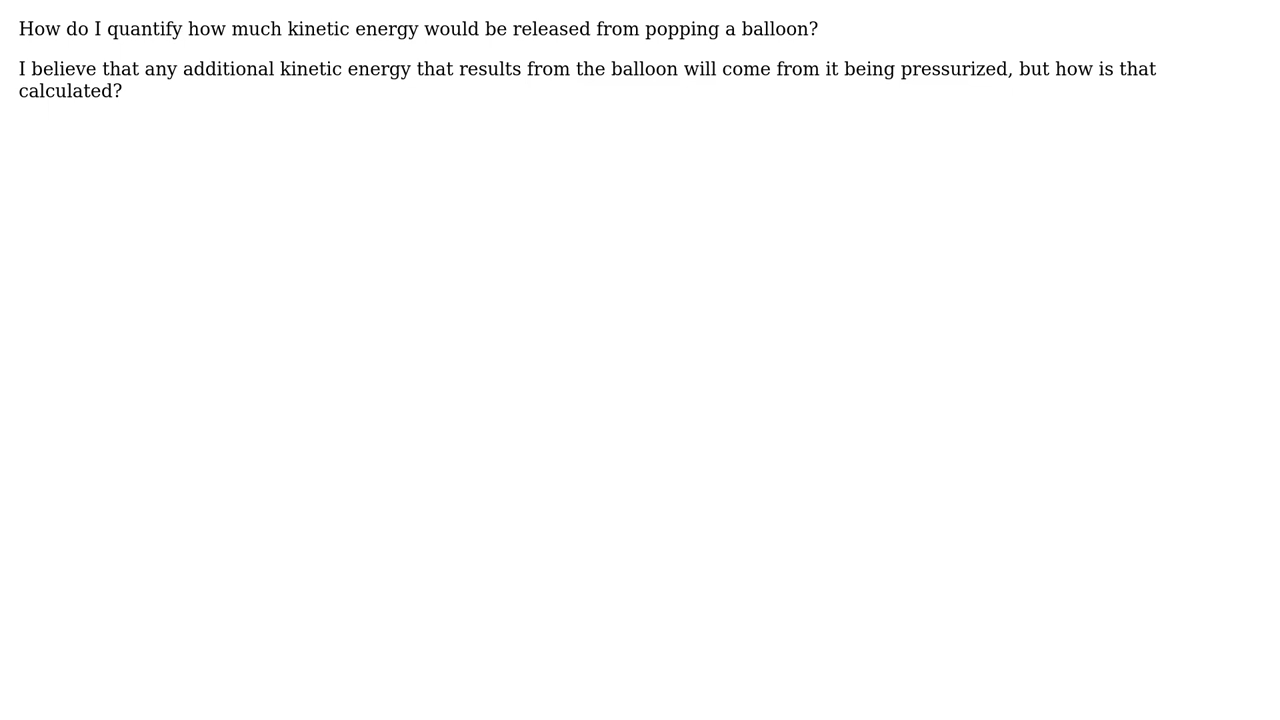 How do I quantify how much kinetic energy would be released from popping a balloon?
I believe that any additional kinetic energy that results from the balloon will come from it being pressurized, but how is that
calculated?